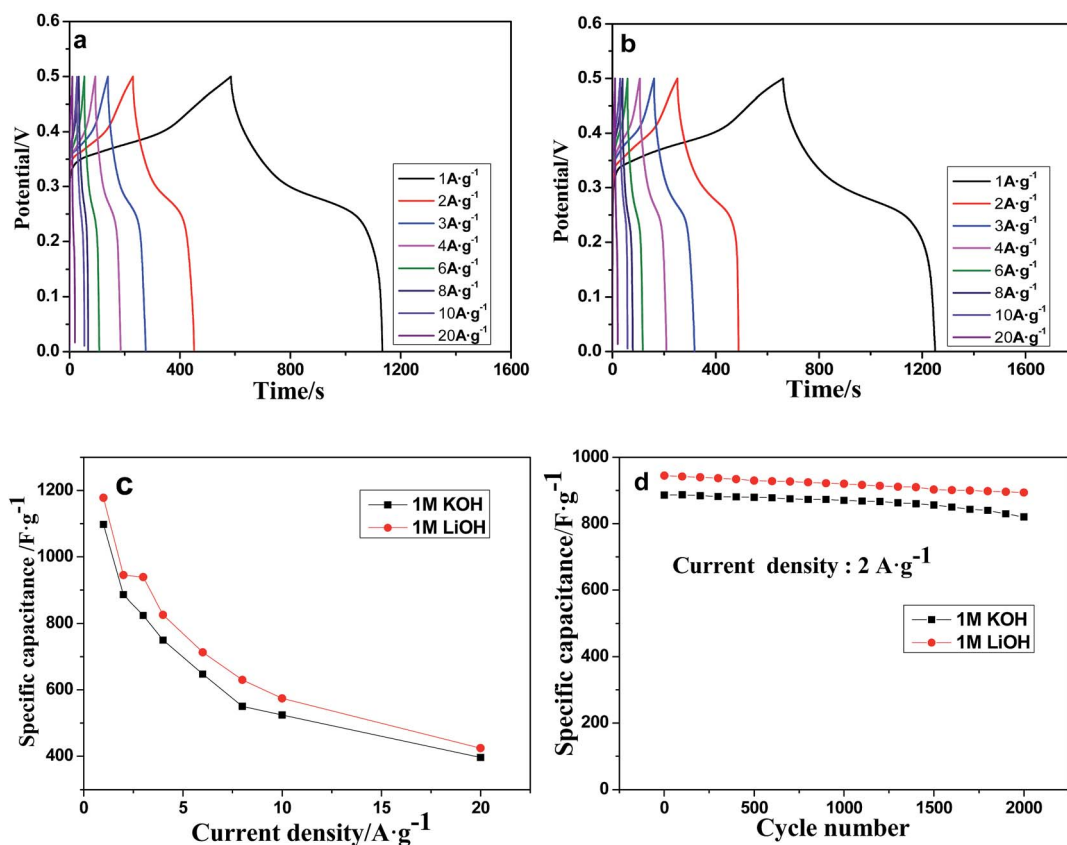 a
0.6
0.5
0.4
0.3
0.2
0.1
0.0
Potential/V
0
400
800
1200
1600
Time/s
1A·g⁻¹
2A·g⁻¹
3A·g⁻¹
4A·g⁻¹
6A·g⁻¹
8A·g⁻¹
10A·g⁻¹
20A·g⁻¹
b
0.6
0.5
0.4
0.3
0.2
0.1
0.0
Potential/V
0
400
800
1200
1600
Time/s
1A·g⁻¹
2A·g⁻¹
3A·g⁻¹
4A·g⁻¹
6A·g⁻¹
8A·g⁻¹
10A·g⁻¹
20A·g⁻¹
c
1200
1000
800
600
400
Specific capacitance /F·g⁻¹
0
5
10
15
20
Current density/A·g⁻¹
1M KOH
1M LiOH
d
1000
800
600
400
200
0
Specific capacitance/F·g⁻¹
0
500
1000
1500
2000
Cycle number
Current density : 2 A·g⁻¹
1M KOH
1M LiOH